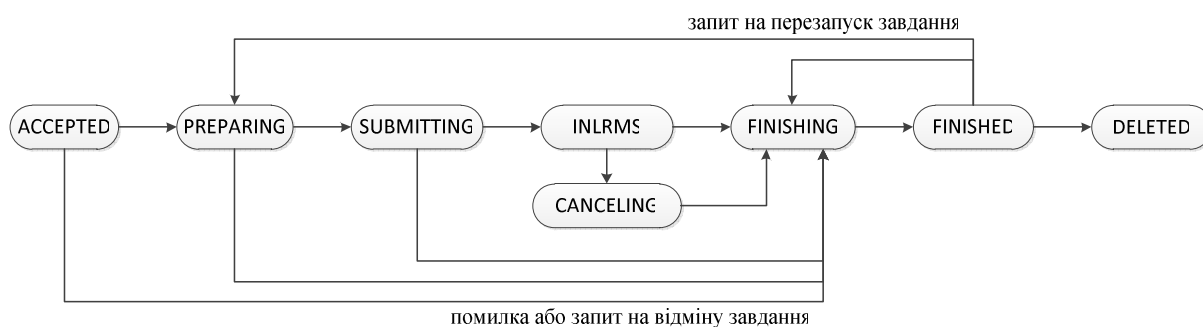 запит на перезапуск завдання
ACCEPTED
PREPARING
SUBMITTING
INLRMS
FINISHING
FINISHED
DELETED
CANCELING
помилка або запит на відміну завдання